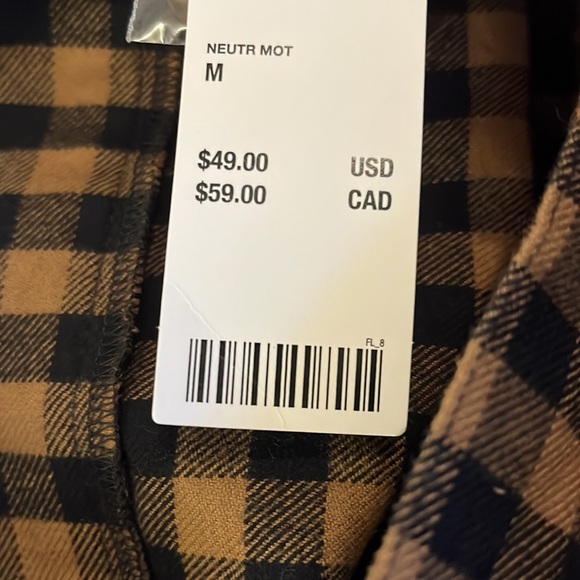 NEUTR MOT
M
$49.00 USD
$59.00 CAD
FL_8